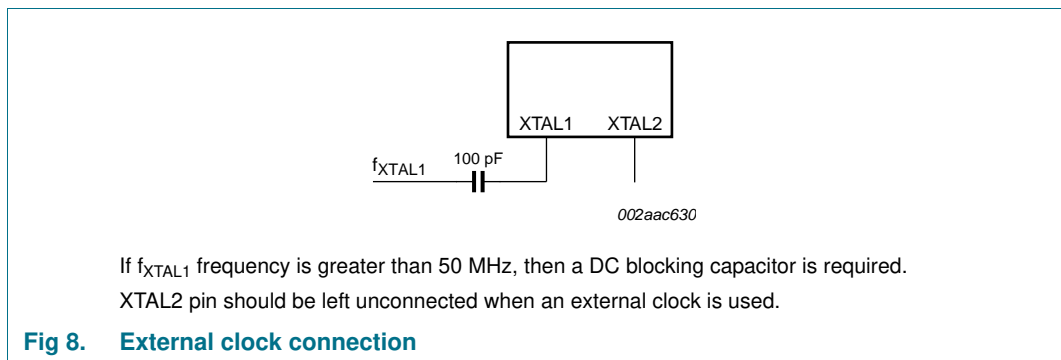 XTAL1 XTAL2
fXTAL1
100 pF
002aac630
If fXTAL1 frequency is greater than 50 MHz, then a DC blocking capacitor is required.
XTAL2 pin should be left unconnected when an external clock is used.
Fig 8. External clock connection